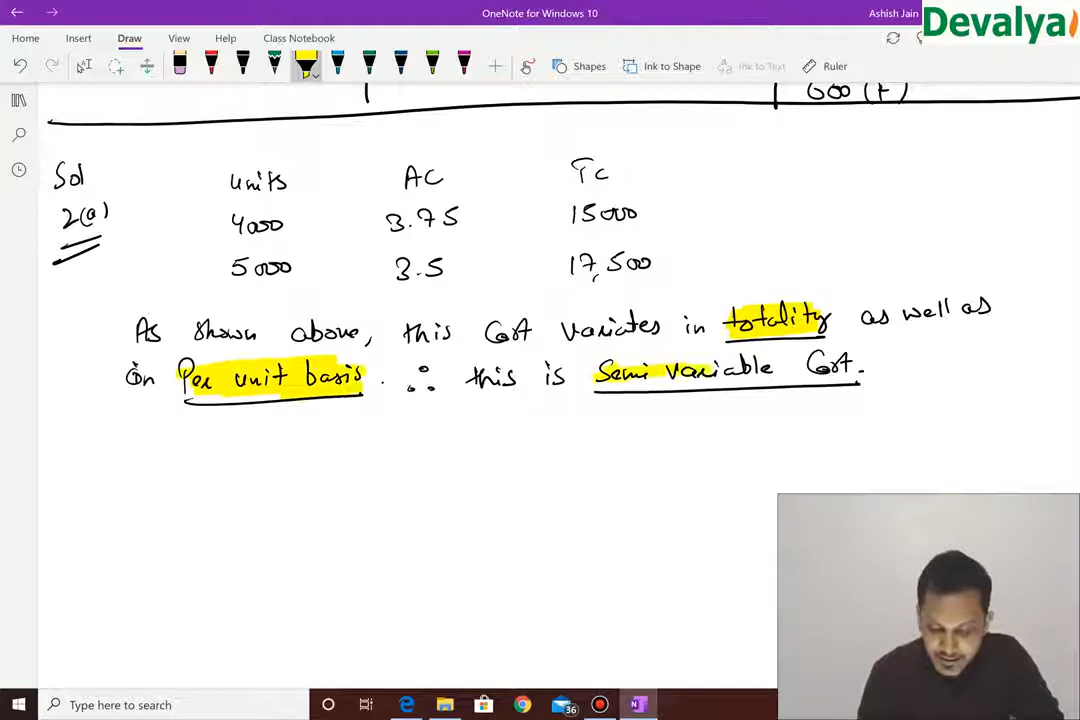 OneNote for Windows 10
Ashish Jain
Devalya
Home Insert Draw View Help Class Notebook
Shapes Ink to Shape Ink to Text Ruler
600 (F)
Sol units AC TC
2(a) 4000 3.75 15000
5000 3.5 17,500
As shown above, this Cost variates in totality as well as
on Per unit basis. ∴ this is Semi variable Cost.
Type here to search
36